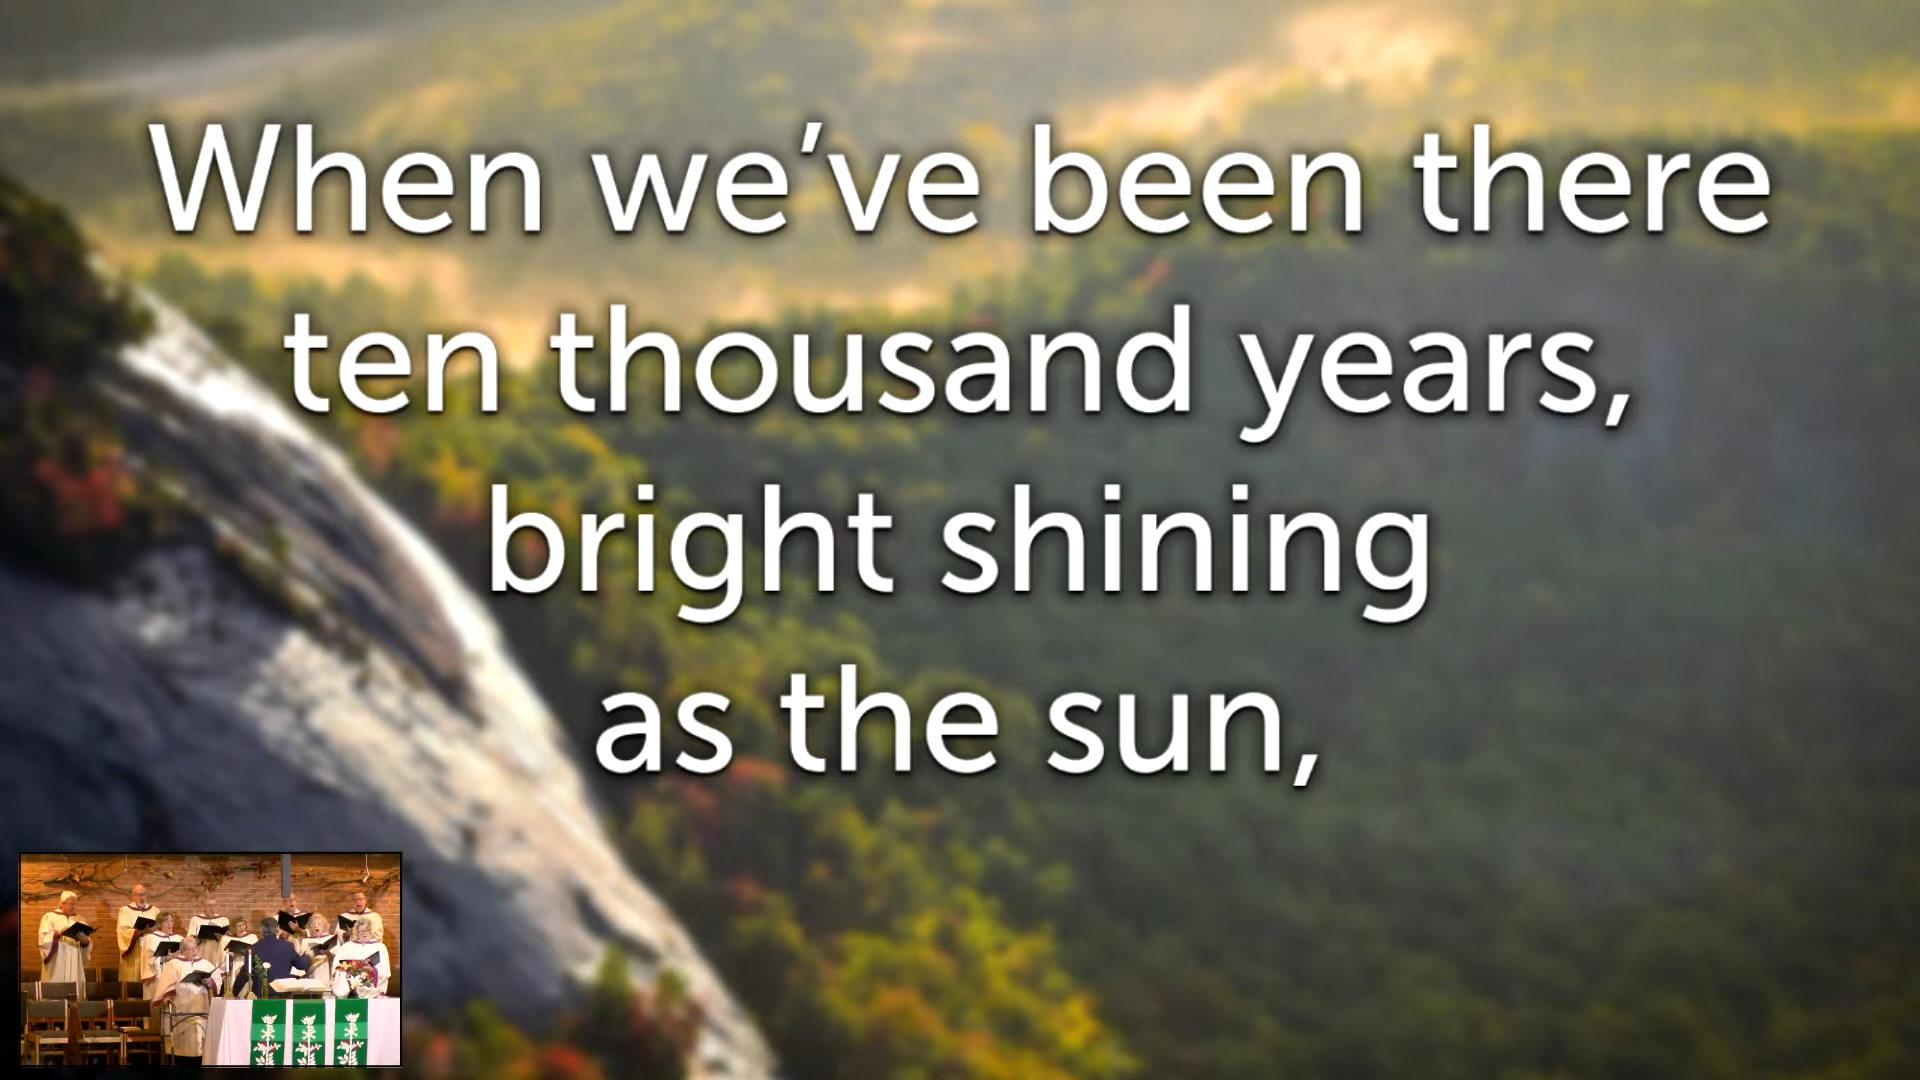 When we’ve been there
ten thousand years,
bright shining
as the sun,